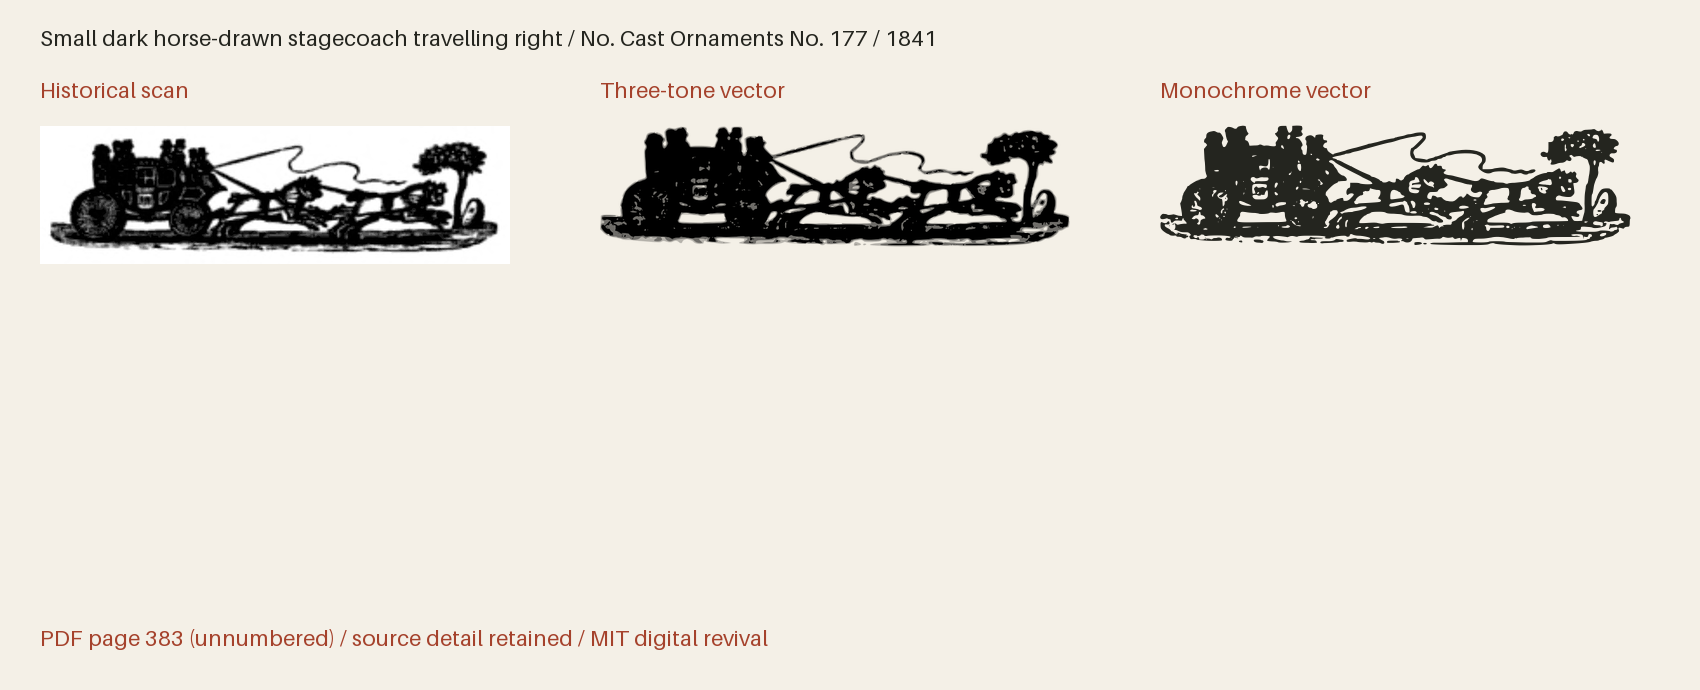 Small dark horse-drawn stagecoach travelling right / No. Cast Ornaments No. 177 / 1841
Historical scan
Three-tone vector
Monochrome vector
PDF page 383 (unnumbered) / source detail retained / MIT digital revival